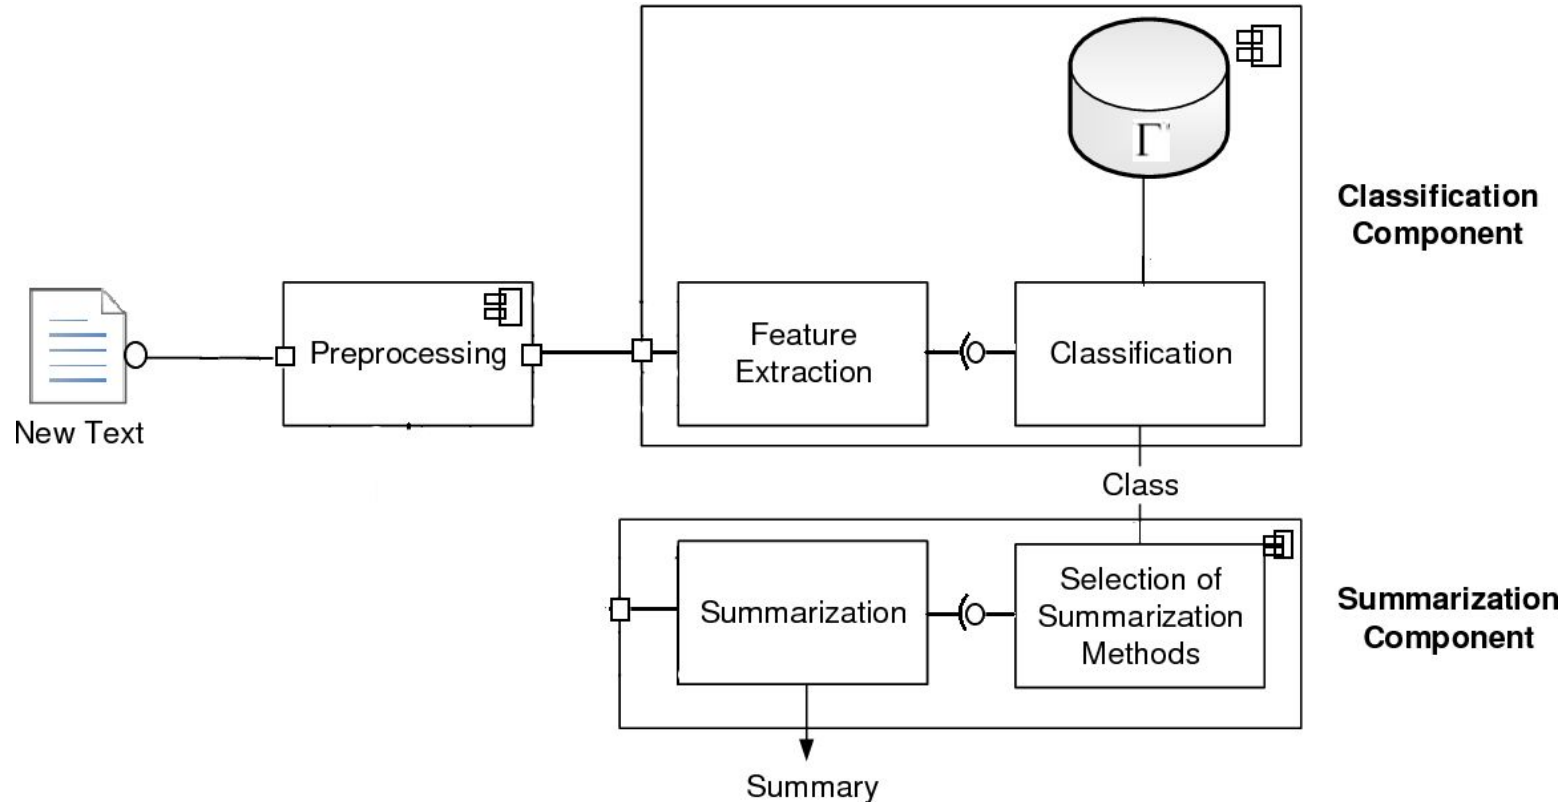 Γ'
Classification
Component
Feature
Extraction
Classification
Preprocessing
New Text
Class
Selection of
Summarization
Methods
Summarization
Summarization
Component
Summary